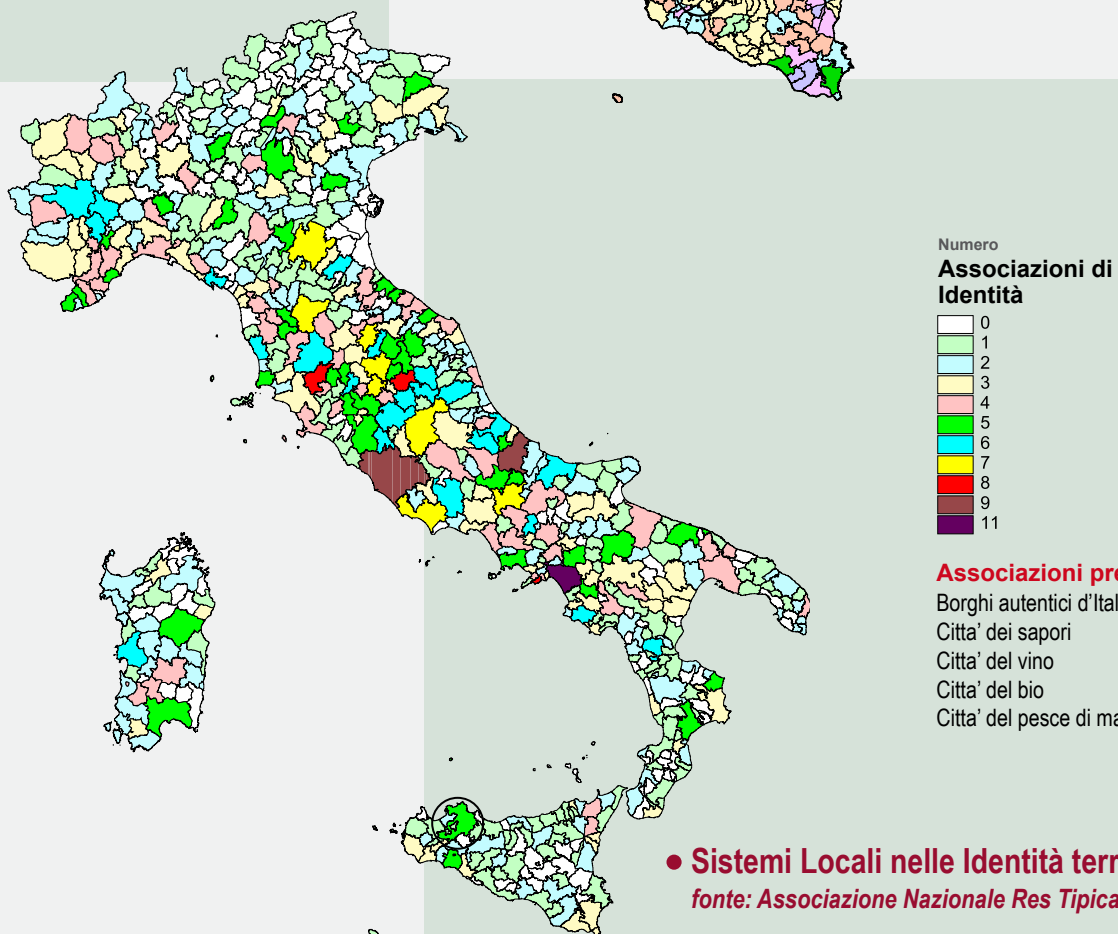 Numero
Associazioni di
Identità
0
1
2
3
4
5
6
7
8
9
11
Associazioni pr
Borghi autentici d'Ital
Citta' dei sapori
Citta' del vino
Citta' del bio
Citta' del pesce di ma
• Sistemi Locali nelle Identità terr
fonte: Associazione Nazionale Res Tipica